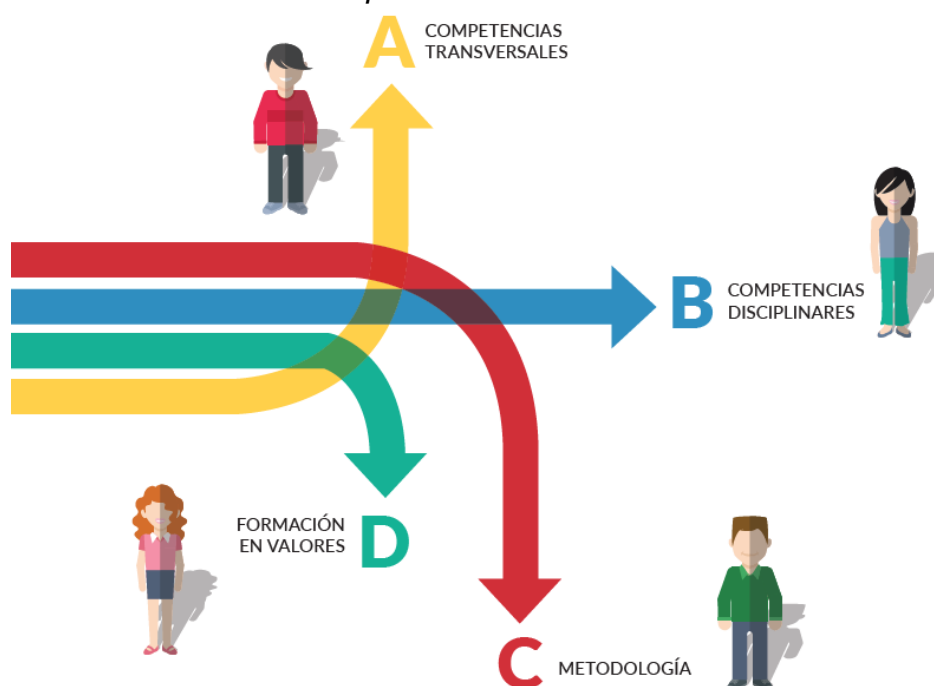 A
COMPETENCIAS
TRANSVERSALES
B
COMPETENCIAS
DISCIPLINARES
FORMACIÓN
EN VALORES
D
C
METODOLOGÍA